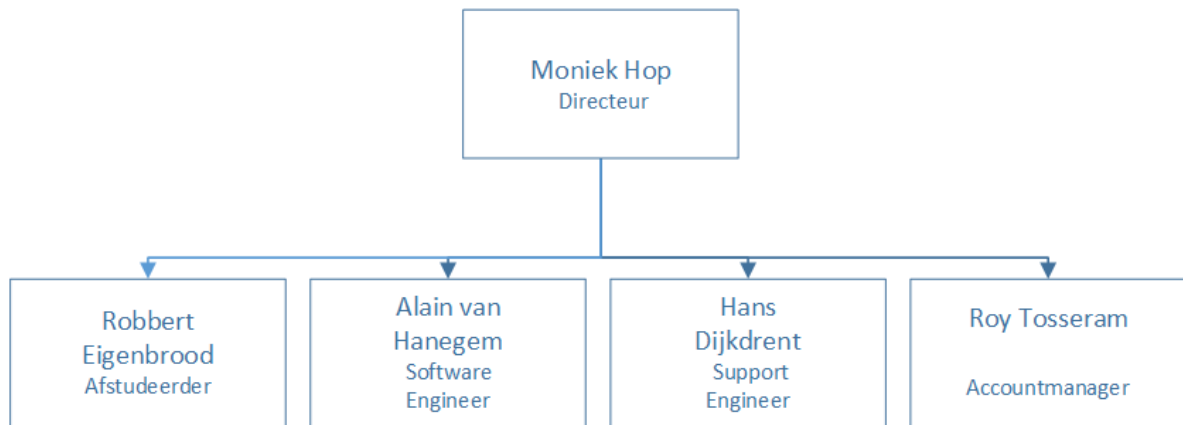 Moniek Hop
Directeur
Robbert
Eigenbrood
Afstudeerder
Alain van
Hanegem
Software
Engineer
Hans
Dijkdrent
Support
Engineer
Roy Tosseram
Accountmanager